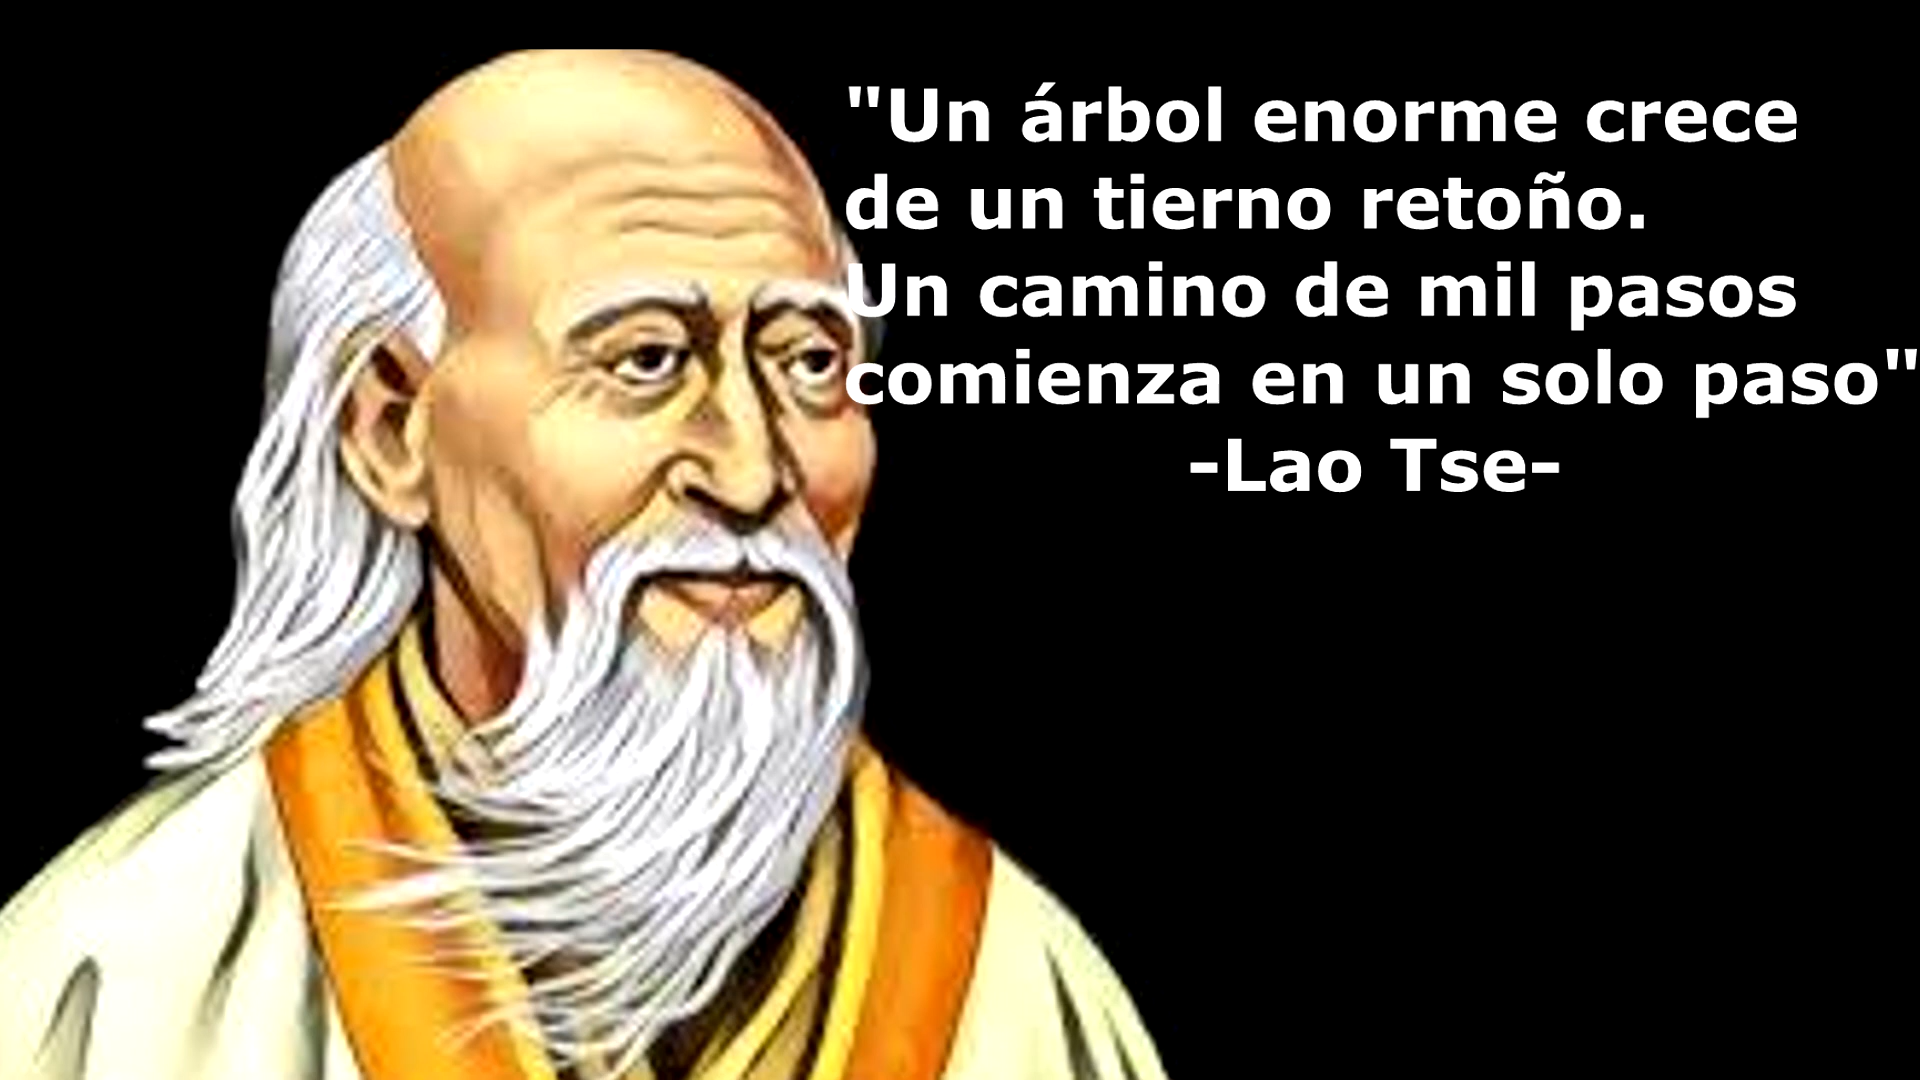 "Un árbol enorme crece
de un tierno retoño.
Un camino de mil pasos
comienza en un solo paso"
-Lao Tse-